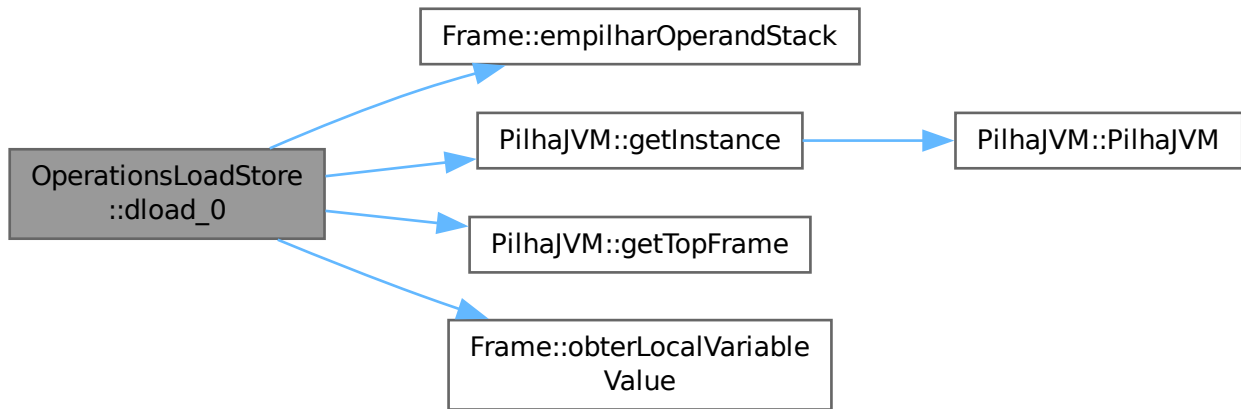 OperationsLoadStore
::dload_0
Frame::empilharOperandStack
PilhaJVM::getInstance
PilhaJVM::PilhaJVM
PilhaJVM::getTopFrame
Frame::obterLocalVariable
Value